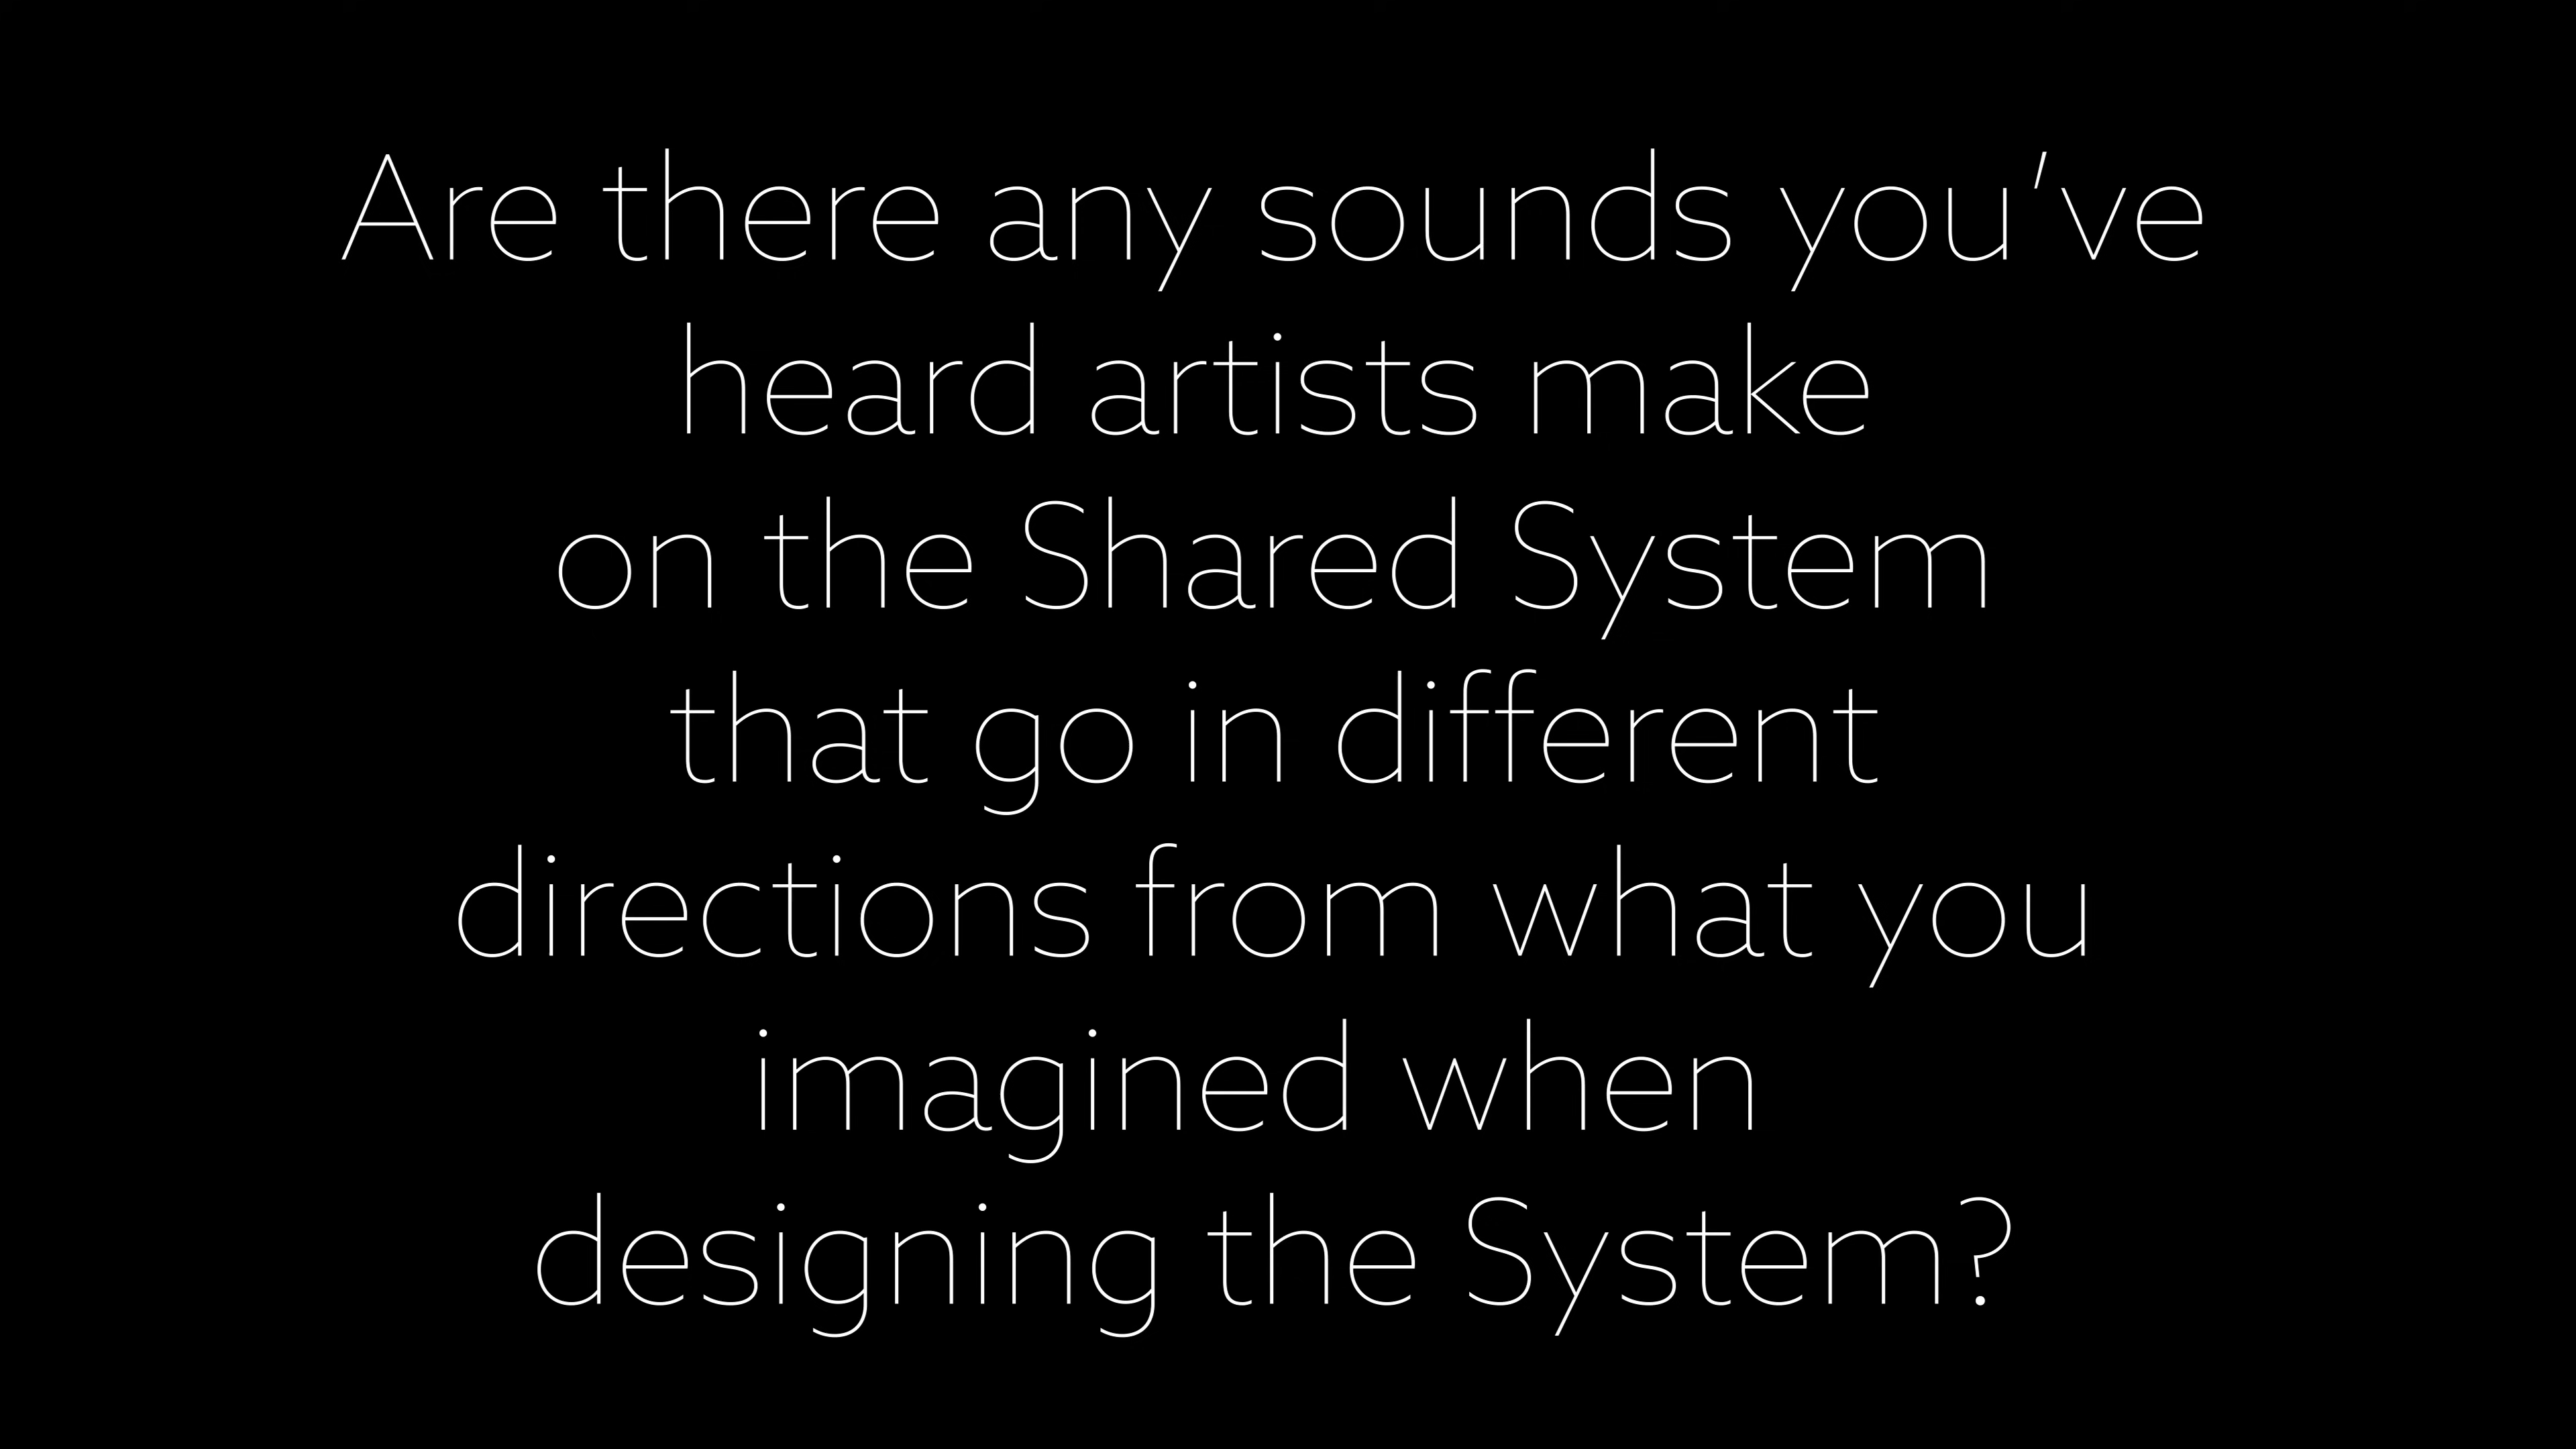 Are there any sounds you've
heard artists make
on the Shared System
that go in different
directions from what you
imagined when
designing the System?